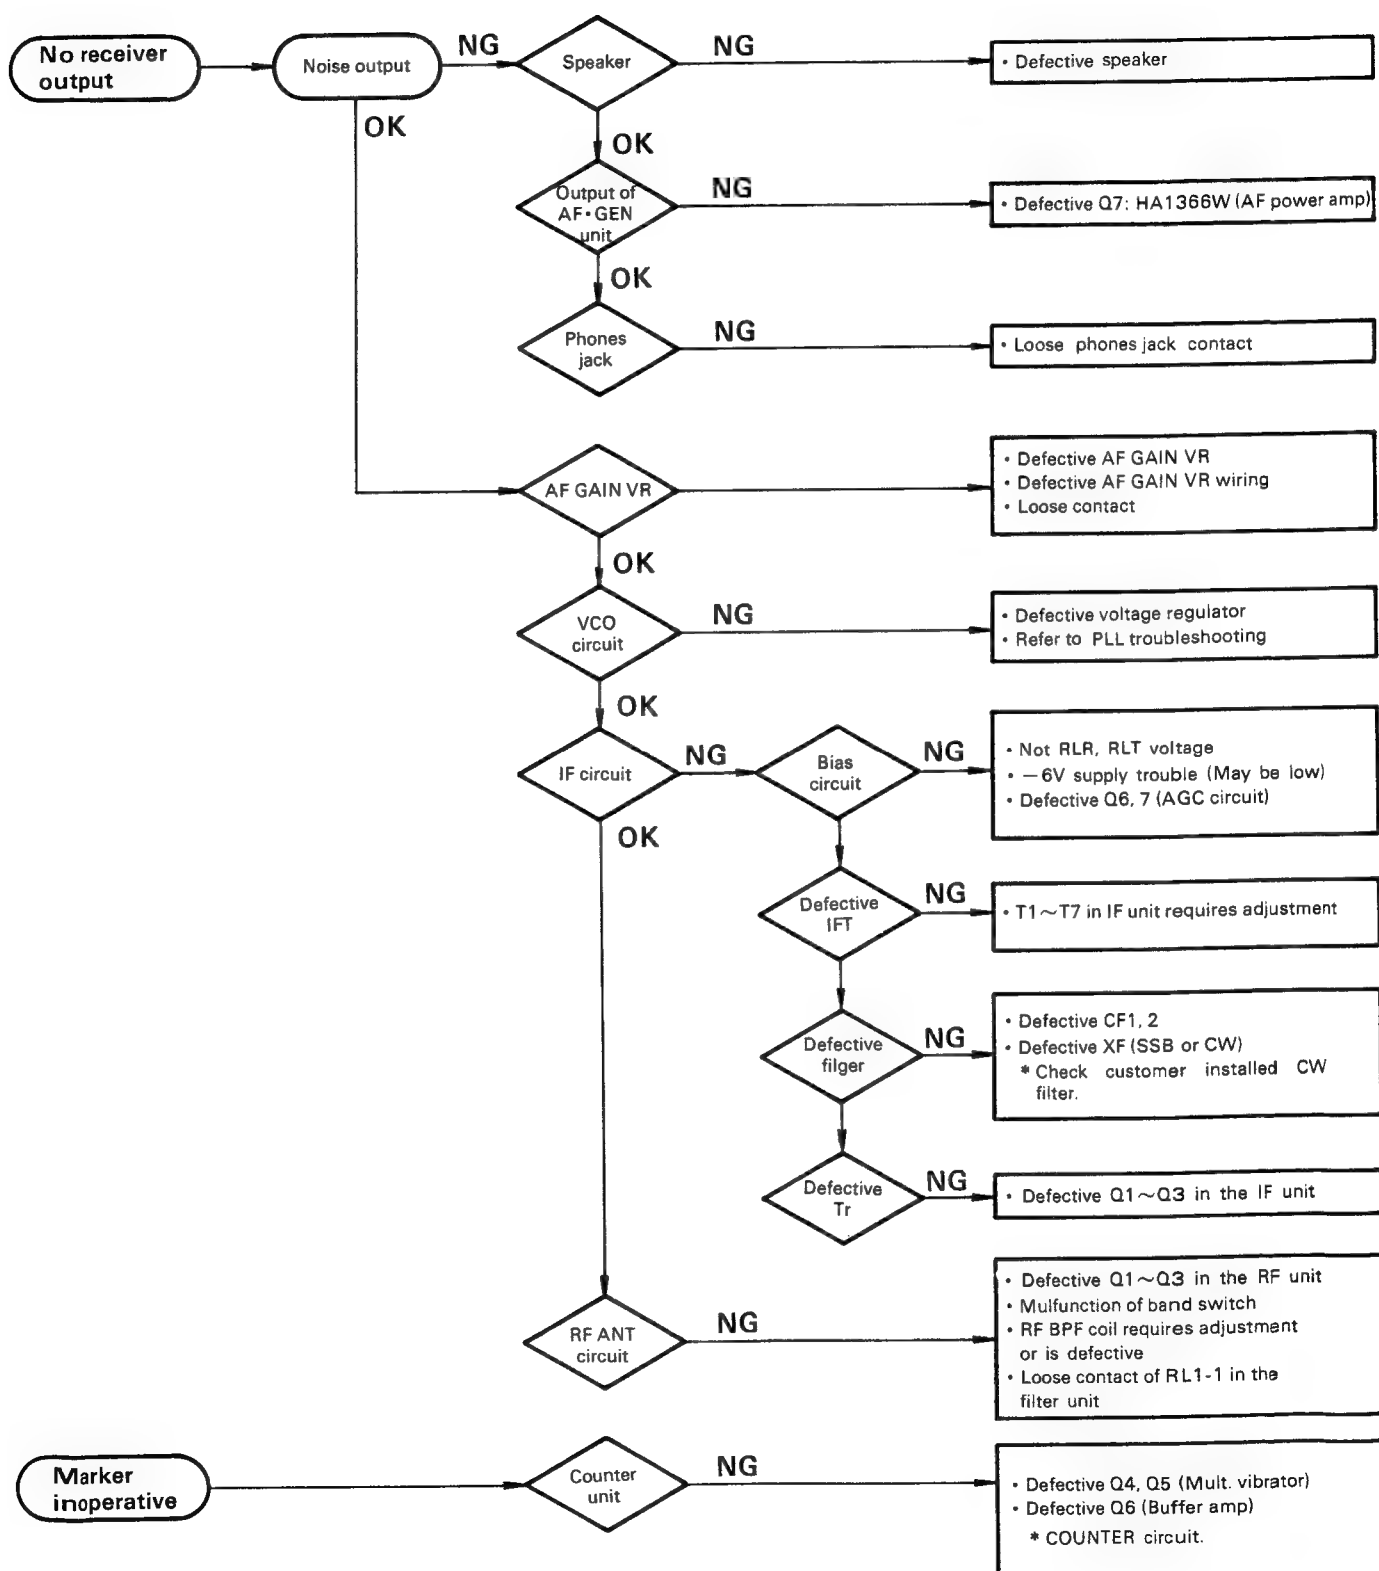 No receiver
output
Noise output
NG
Speaker
NG
• Defective speaker
OK
OK
Output of
AF•GEN
unit
NG
• Defective Q7: HA1366W (AF power amp)
OK
Phones
jack
NG
• Loose phones jack contact
AF GAIN VR
• Defective AF GAIN VR
• Defective AF GAIN VR wiring
• Loose contact
OK
VCO
circuit
NG
• Defective voltage regulator
• Refer to PLL troubleshooting
OK
IF circuit
NG
Bias
circuit
NG
• Not RLR, RLT voltage
• −6V supply trouble (May be low)
• Defective Q6, 7 (AGC circuit)
OK
Defective
IFT
NG
• T1~T7 in IF unit requires adjustment
Defective
filger
NG
• Defective CF1, 2
• Defective XF (SSB or CW)
* Check customer installed CW
filter.
Defective
Tr
NG
• Defective Q1~Q3 in the IF unit
RF ANT
circuit
NG
• Defective Q1~Q3 in the RF unit
• Mulfunction of band switch
• RF BPF coil requires adjustment
or is defective
• Loose contact of RL1-1 in the
filter unit
Marker
inoperative
Counter
unit
NG
• Defective Q4, Q5 (Mult. vibrator)
• Defective Q6 (Buffer amp)
* COUNTER circuit.